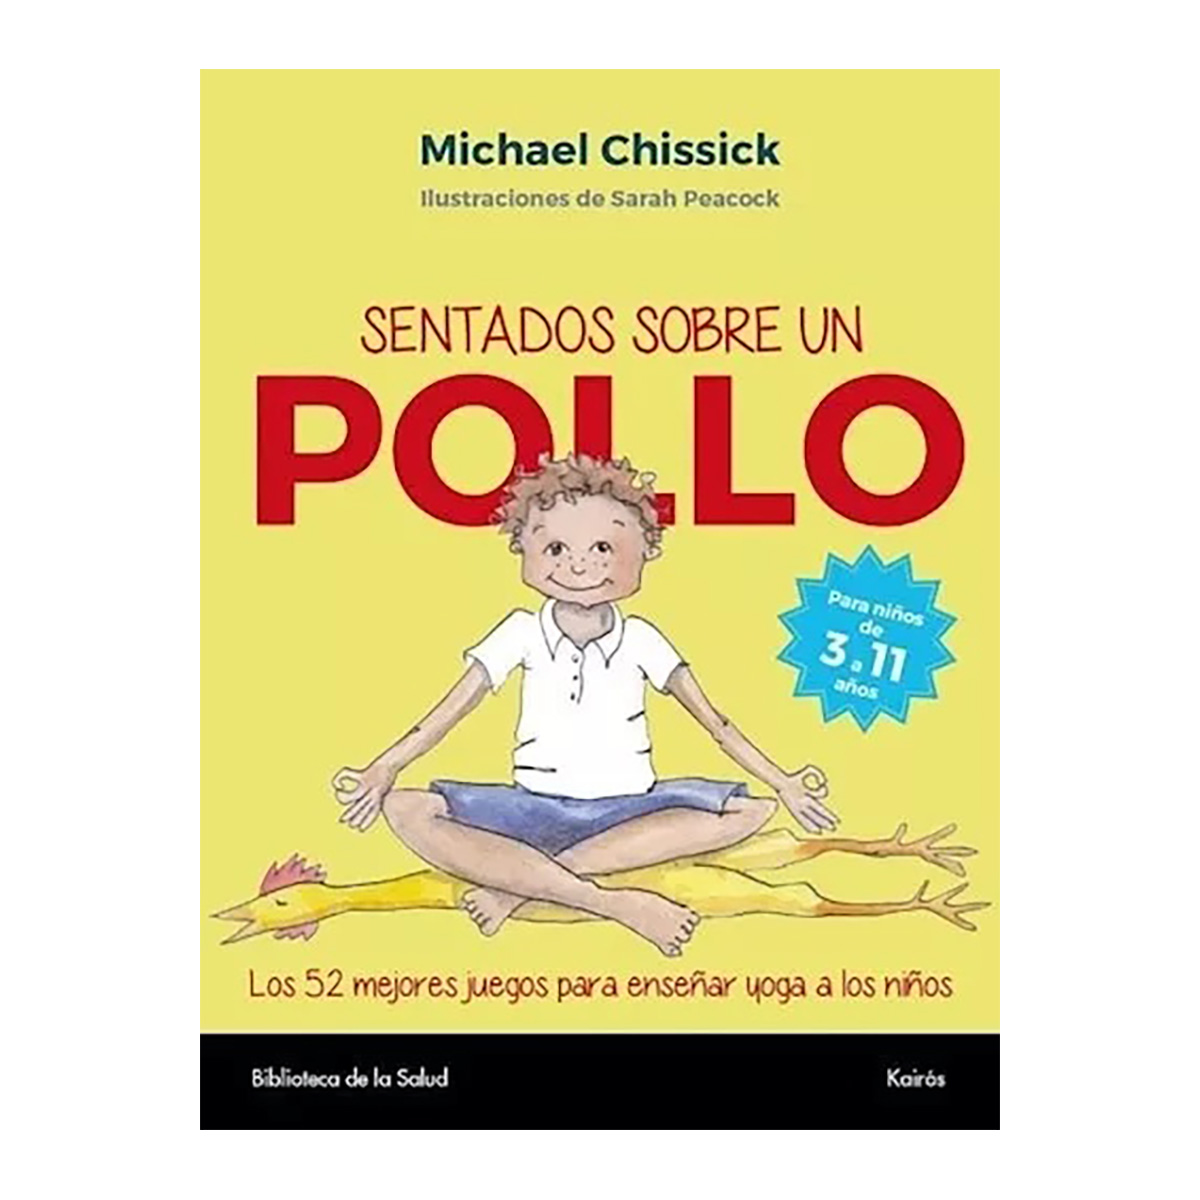 Michael Chissick
Ilustraciones de Sarah Peacock
SENTADOS SOBRE UN
POLLO
Para niños
de
3 a 11
años
Los 52 mejores juegos para enseñar yoga a los niños
Biblioteca de la Salud
Kairós